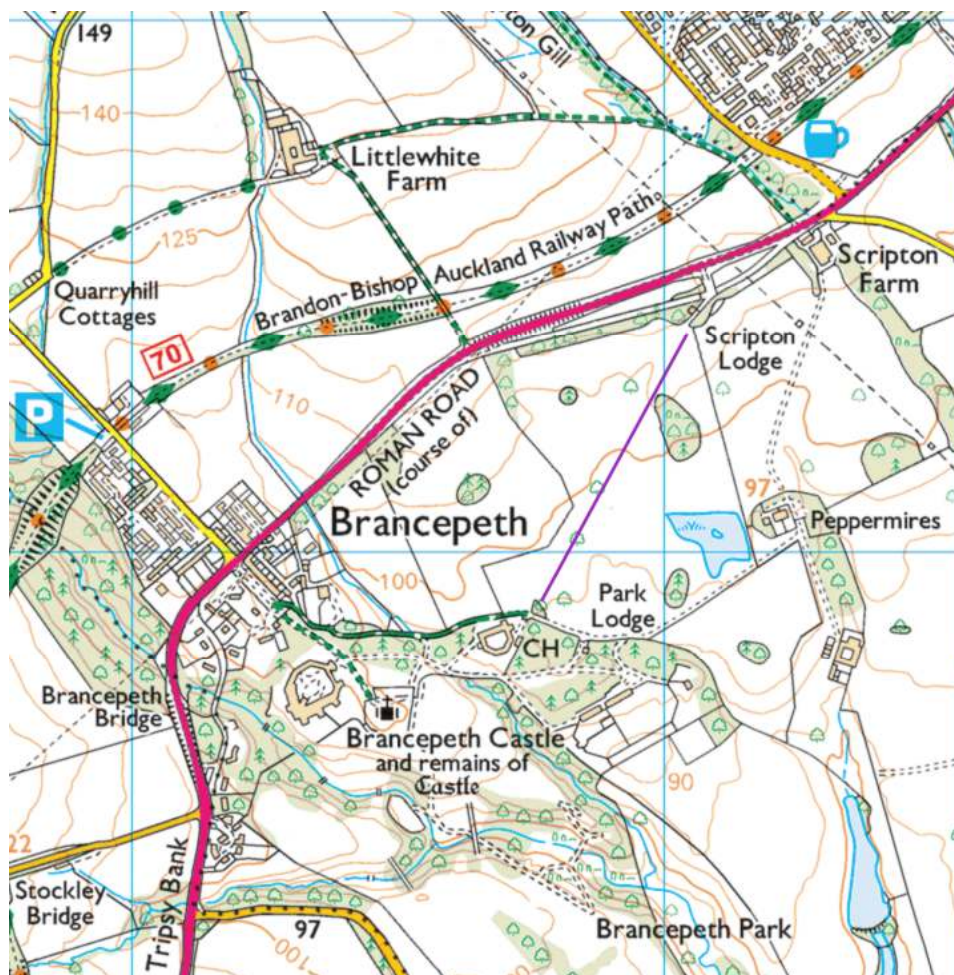 149
ton Gill
140
Littlewhite
Farm
125
Quarryhill
Cottages
Brandon-Bishop Auckland Railway Path
Scripton
Farm
Scripton
Lodge
70
110
P
ROMAN ROAD
(course of)
97
Brancepeth
Peppermires
100
Park
Lodge
CH
Brancepeth
Bridge
Brancepeth Castle
and remains of
Castle
90
22
Stockley
Bridge
Tripsy Bank
97
100
Brancepeth Park